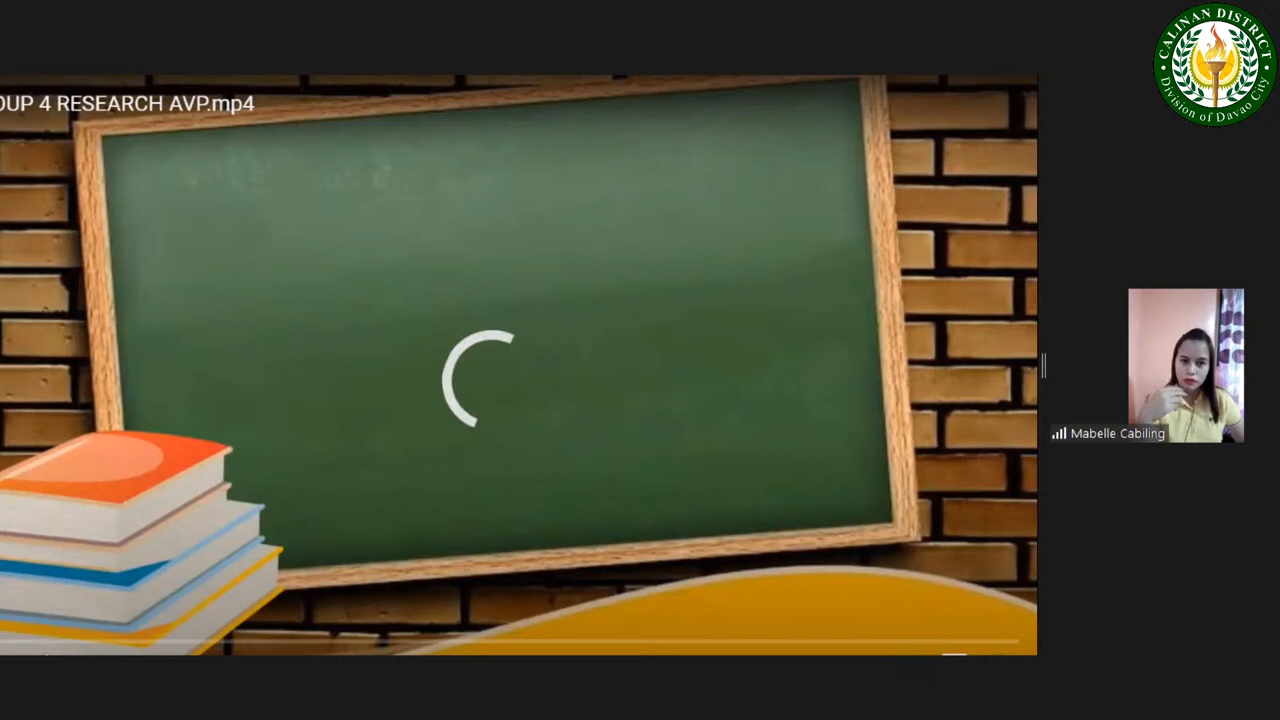 OUP 4 RESEARCH AVP.mp4
CALINAN DISTRICT
Division of Davao City
Mabelle Cabiling